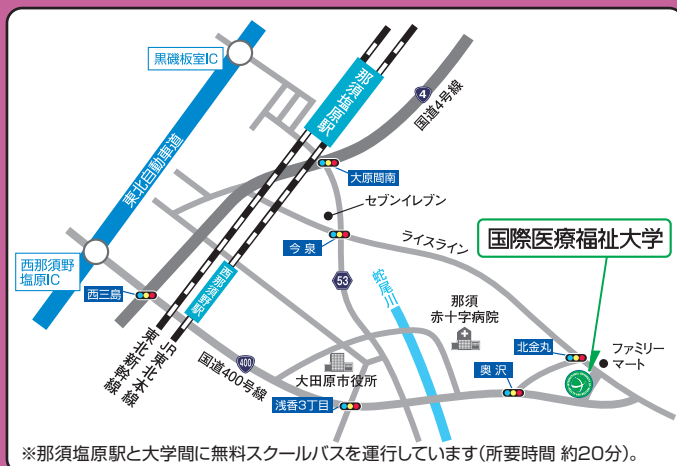 黒磯板室IC
那須塩原駅
4
国道4号線
東北自動車道
大原間南
セブンイレブン
今泉
ライスライン
国際医療福祉大学
西那須野
塩原IC
西三島
西那須野駅
53
蛇尾川
那須
赤十字病院
北金丸
ファミリー
マート
JR東北本線
東北新幹線
400
国道400号線
大田原市役所
奥沢
浅香3丁目
※那須塩原駅と大学間に無料スクールバスを運行しています(所要時間 約20分)。